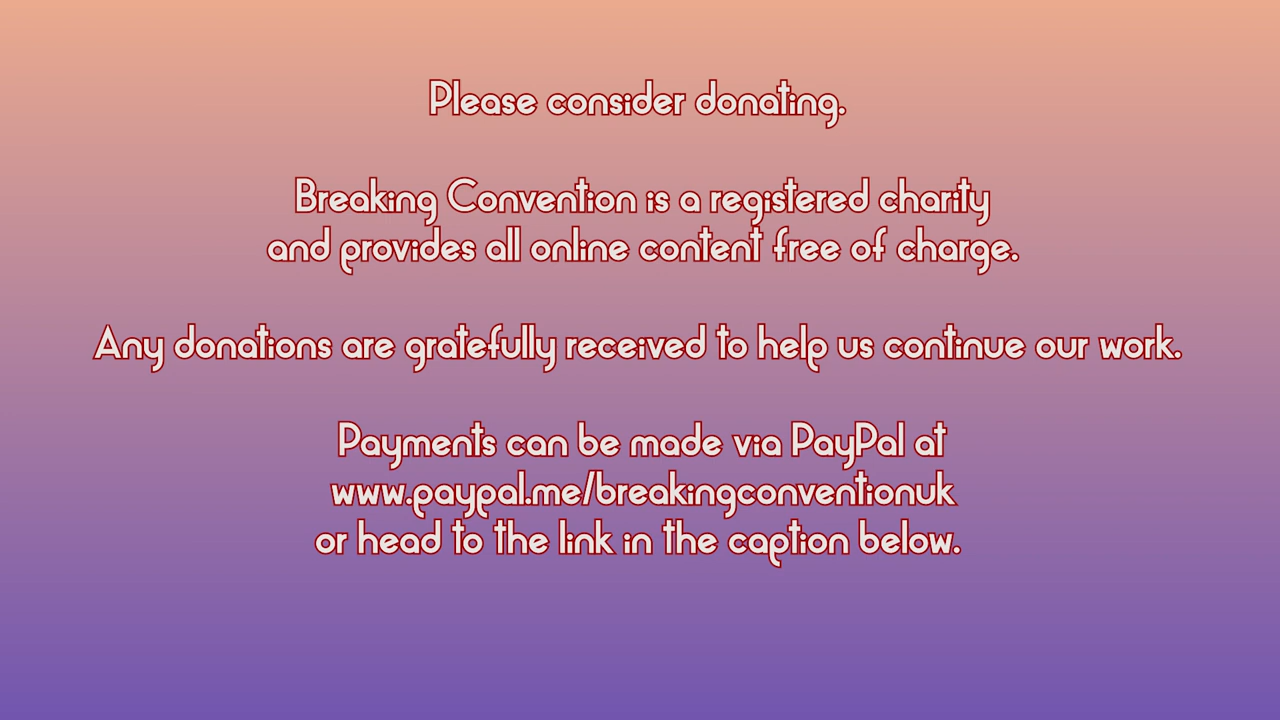 Please consider donating.
Breaking Convention is a registered charity
and provides all online content free of charge.
Any donations are gratefully received to help us continue our work.
Payments can be made via PayPal at
www.paypal.me/breakingconventionuk
or head to the link in the caption below.